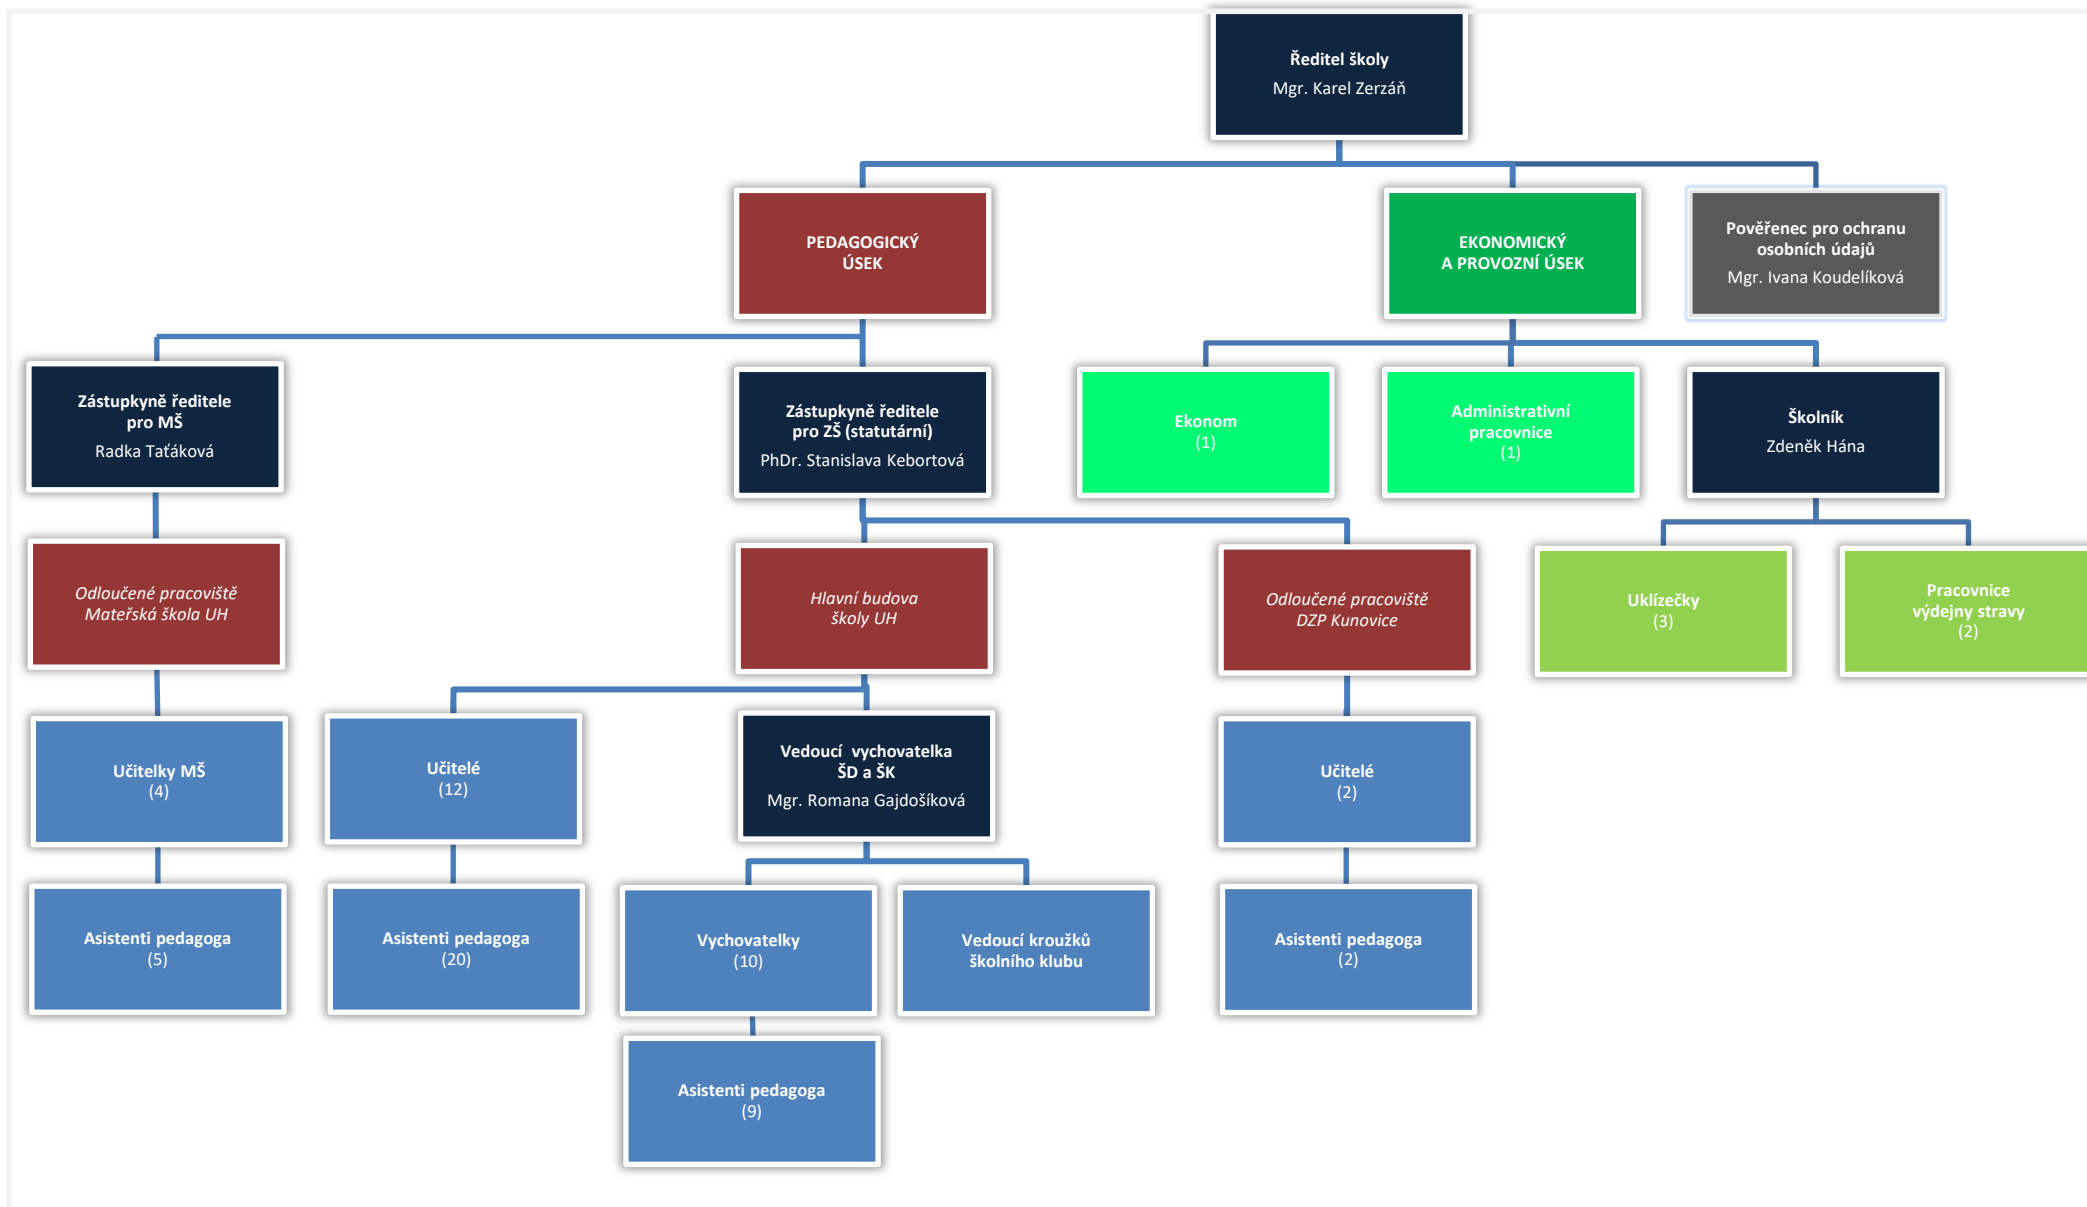 Ředitel školy
Mgr. Karel Zerzáň
PEDAGOGICKÝ
ÚSEK
EKONOMICKÝ
A PROVOZNÍ ÚSEK
Pověřenec pro ochranu
osobních údajů
Mgr. Ivana Koudelíková
Zástupkyně ředitele
pro MŠ
Radka Taťáková
Zástupkyně ředitele
pro ZŠ (statutární)
PhDr. Stanislava Kebortová
Ekonom
(1)
Administrativní
pracovnice
(1)
Školník
Zdeněk Hána
Odloučené pracoviště
Mateřská škola UH
Hlavní budova
školy UH
Odloučené pracoviště
DZP Kunovice
Uklízečky
(3)
Pracovnice
výdejny stravy
(2)
Učitelky MŠ
(4)
Učitelé
(12)
Vedoucí  vychovatelka
ŠD a ŠK
Mgr. Romana Gajdošíková
Učitelé
(2)
Asistenti pedagoga
(5)
Asistenti pedagoga
(20)
Vychovatelky
(10)
Vedoucí kroužků
školního klubu
Asistenti pedagoga
(2)
Asistenti pedagoga
(9)